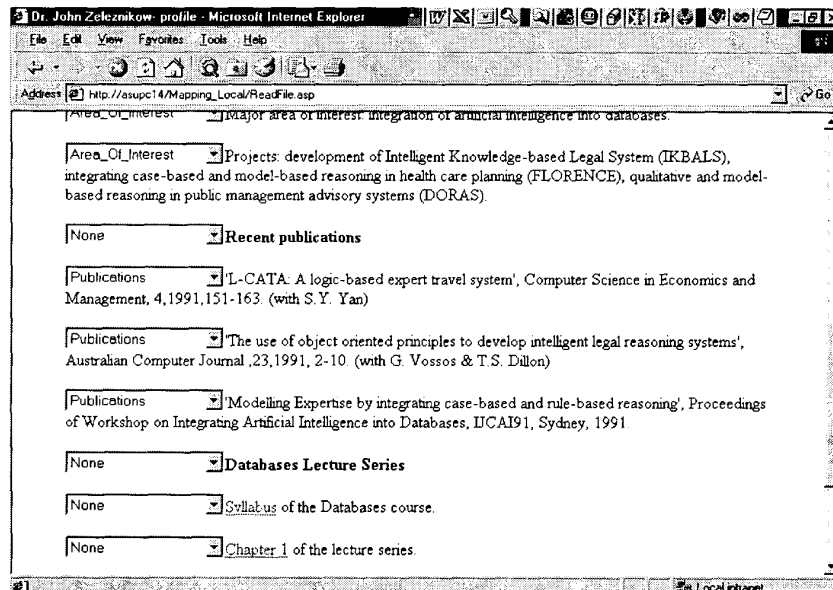 Dr. John Zeleznikow- profile - Microsoft Internet Explorer
File Edit View Favorites Tools Help
Address http://asupc14/Mapping_Local/ReadFile.asp Go
Area_Of_Interest Major area of interest: integration of artificial intelligence into databases.
Area_Of_Interest Projects: development of Intelligent Knowledge-based Legal System (IKBALS),
integrating case-based and model-based reasoning in health care planning (FLORENCE), qualitative and model-
based reasoning in public management advisory systems (DORAS).
None Recent publications
Publications 'L-CATA: A logic-based expert travel system', Computer Science in Economics and
Management, 4,1991,151-163. (with S.Y. Yan)
Publications 'The use of object oriented principles to develop intelligent legal reasoning systems',
Australian Computer Journal ,23,1991, 2-10. (with G. Vossos & T.S. Dillon)
Publications 'Modelling Expertise by integrating case-based and rule-based reasoning', Proceedings
of Workshop on Integrating Artificial Intelligence into Databases, IJCAI91, Sydney, 1991.
None Databases Lecture Series
None Syllabus of the Databases course.
None Chapter 1 of the lecture series.
Local intranet